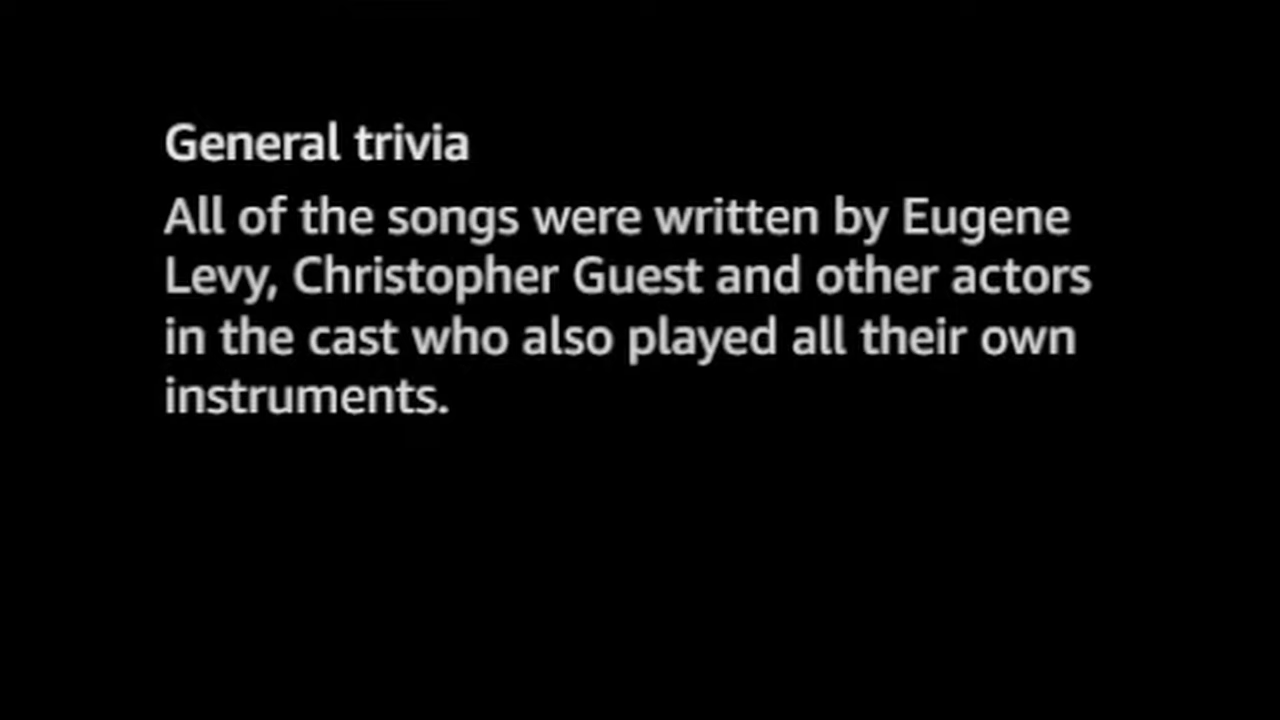 General trivia
All of the songs were written by Eugene
Levy, Christopher Guest and other actors
in the cast who also played all their own
instruments.